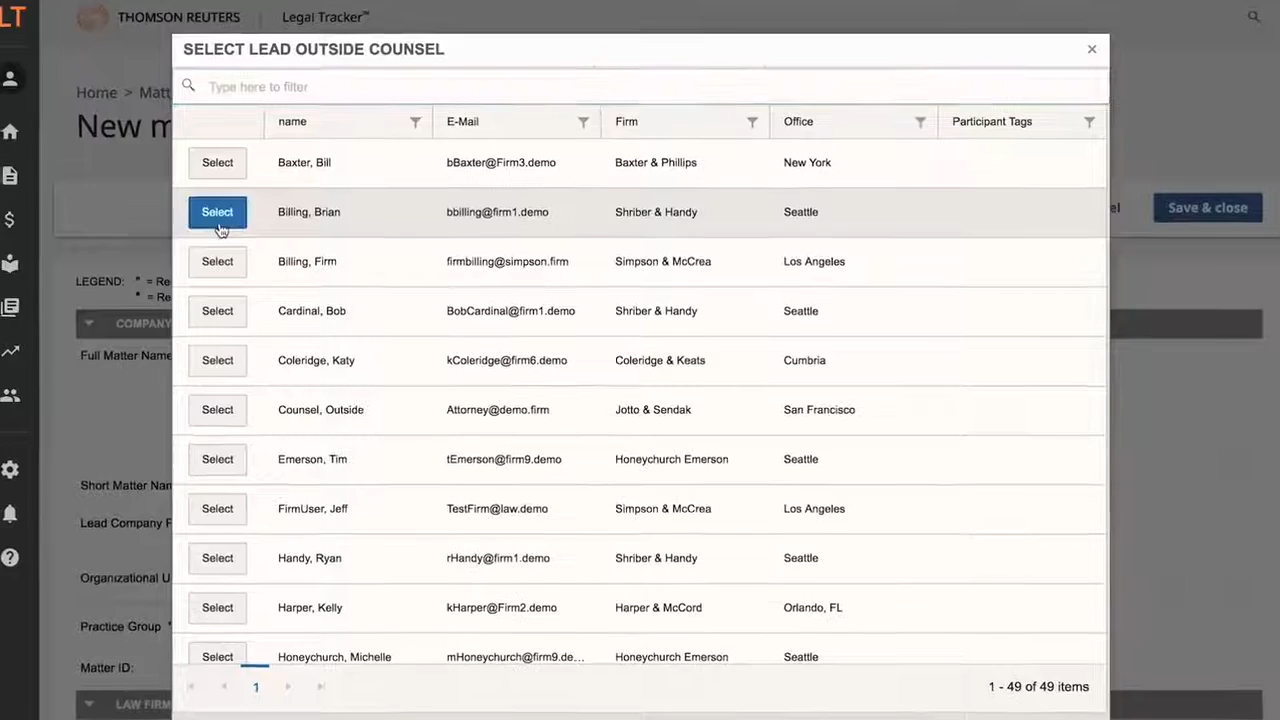 LT
THOMSON REUTERS
Legal Tracker™
SELECT LEAD OUTSIDE COUNSEL
×
Type here to filter
Home > Matt
New m
name E-Mail Firm Office Participant Tags
Select Baxter, Bill bBaxter@Firm3.demo Baxter & Phillips New York
Select Billing, Brian bbilling@firm1.demo Shriber & Handy Seattle
el Save & close
Select Billing, Firm firmbilling@simpson.firm Simpson & McCrea Los Angeles
LEGEND: * = Re
* = Re
Select Cardinal, Bob BobCardinal@firm1.demo Shriber & Handy Seattle
COMPANY
Full Matter Name
Select Coleridge, Katy kColeridge@firm6.demo Coleridge & Keats Cumbria
Select Counsel, Outside Attorney@demo.firm Jotto & Sendak San Francisco
Select Emerson, Tim tEmerson@firm9.demo Honeychurch Emerson Seattle
Short Matter Nan
Select FirmUser, Jeff TestFirm@law.demo Simpson & McCrea Los Angeles
Lead Company F
Select Handy, Ryan rHandy@firm1.demo Shriber & Handy Seattle
Organizational U
Select Harper, Kelly kHarper@Firm2.demo Harper & McCord Orlando, FL
Practice Group *
Select Honeychurch, Michelle mHoneychurch@firm9.de... Honeychurch Emerson Seattle
Matter ID:
1 1 - 49 of 49 items
LAW FIRM